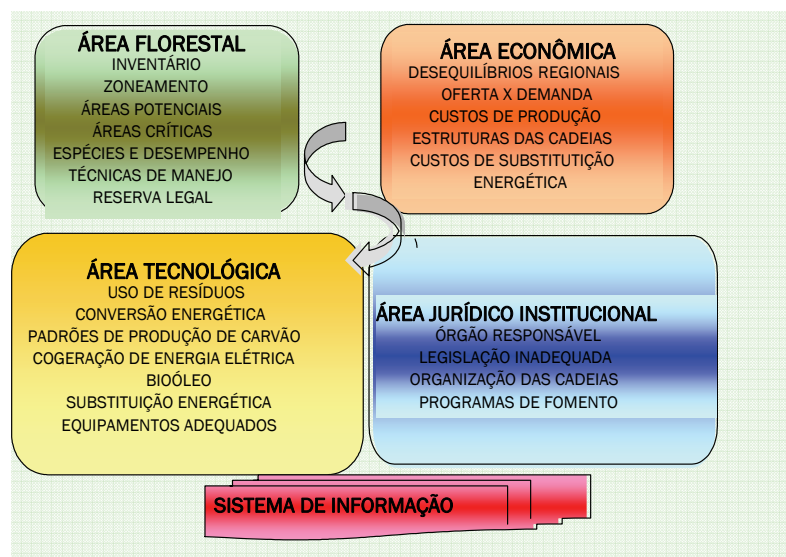 ÁREA FLORESTAL
INVENTÁRIO
ZONEAMENTO
ÁREAS POTENCIAIS
ÁREAS CRÍTICAS
ESPÉCIES E DESEMPENHO
TÉCNICAS DE MANEJO
RESERVA LEGAL
ÁREA ECONÔMICA
DESEQUILÍBRIOS REGIONAIS
OFERTA X DEMANDA
CUSTOS DE PRODUÇÃO
ESTRUTURAS DAS CADEIAS
CUSTOS DE SUBSTITUTIÇÃO
ENERGÉTICA
ÁREA TECNOLÓGICA
USO DE RESÍDUOS
CONVERSÃO ENERGÉTICA
PADRÕES DE PRODUÇÃO DE CARVÃO
COGERAÇÃO DE ENERGIA ELÉTRICA
BIOÓLEO
SUBSTITUIÇÃO ENERGÉTICA
EQUIPAMENTOS ADEQUADOS
ÁREA JURÍDICO INSTITUCIONAL
ÓRGÃO RESPONSÁVEL
LEGISLAÇÃO INADEQUADA
ORGANIZAÇÃO DAS CADEIAS
PROGRAMAS DE FOMENTO
SISTEMA DE INFORMAÇÃO